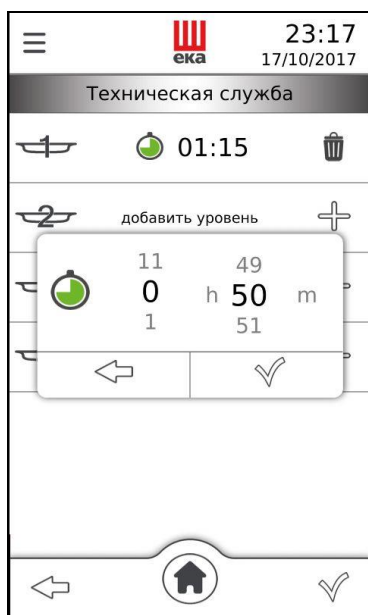 23:17
ека
17/10/2017
Техническая служба
1 01:15
2 добавить уровень
11 49
0 h 50 m
1 51